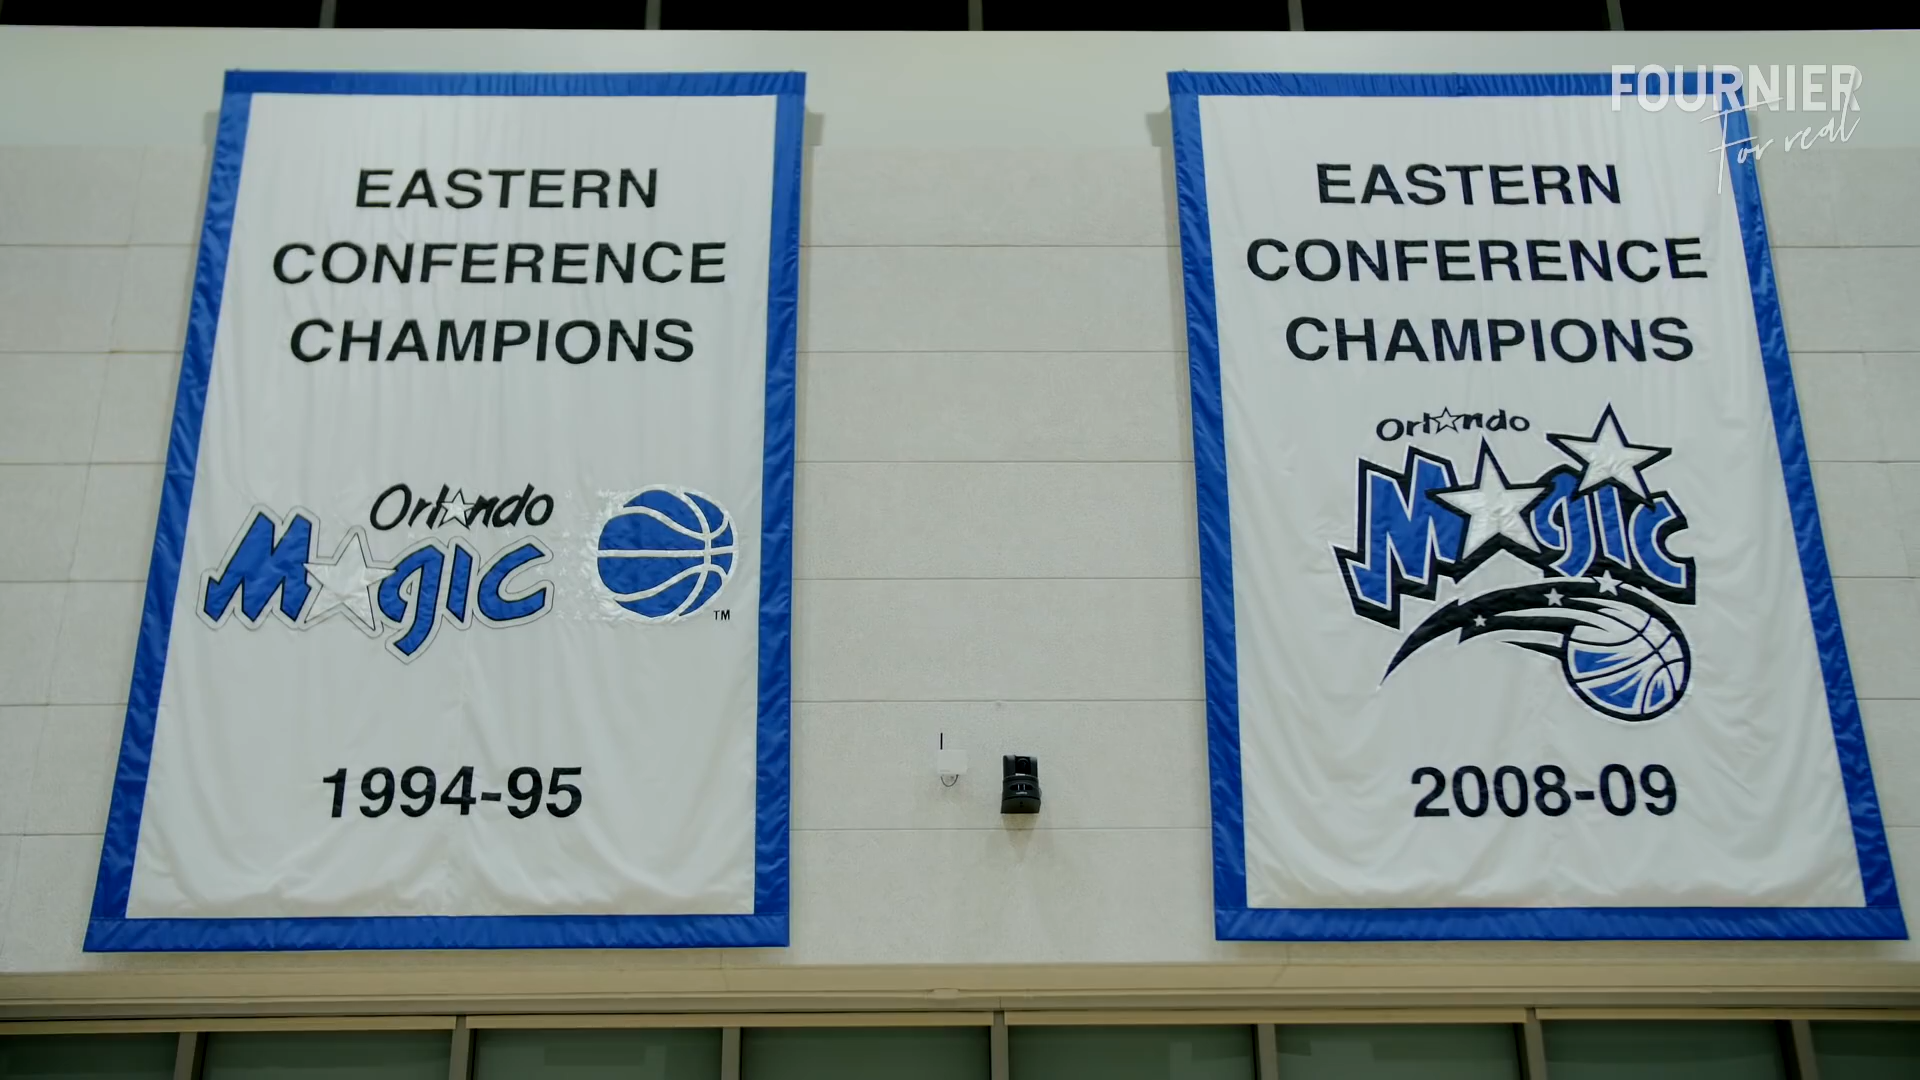 EASTERN
CONFERENCE
CHAMPIONS
Orlando
Magic
TM
1994-95
FOURNIER
For real
EASTERN
CONFERENCE
CHAMPIONS
Orlando
Magic
2008-09